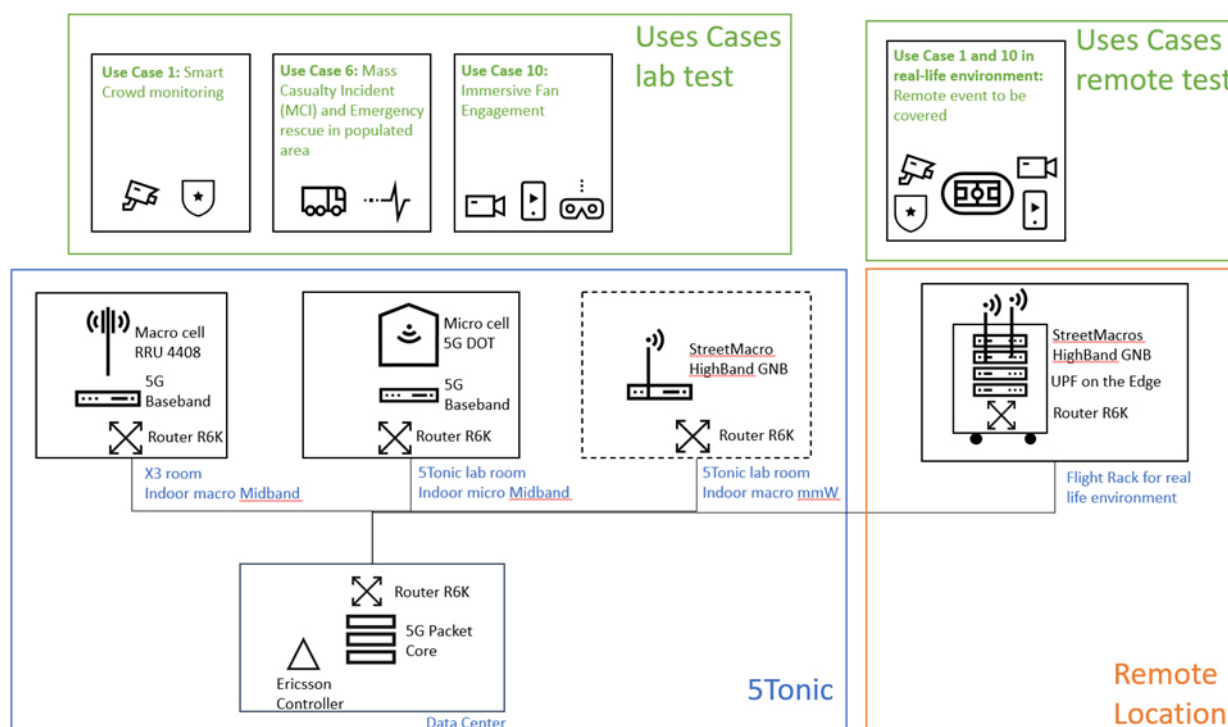 Uses Cases
lab test
Use Case 1: Smart
Crowd monitoring
Use Case 6: Mass
Casualty Incident
(MCI) and Emergency
rescue in populated
area
Use Case 10:
Immersive Fan
Engagement
Uses Cases
remote test
Use Case 1 and 10 in
real-life environment:
Remote event to be
covered
Macro cell
RRU 4408
5G
Baseband
Router R6K
X3 room
Indoor macro Midband
Micro cell
5G DOT
5G
Baseband
Router R6K
5Tonic lab room
Indoor micro Midband
StreetMacro
HighBand GNB
Router R6K
5Tonic lab room
Indoor macro mmW
StreetMacros
HighBand GNB
UPF on the Edge
Router R6K
Flight Rack for real
life environment
Router R6K
5G Packet
Core
Ericsson
Controller
Data Center
5Tonic
Remote
Location